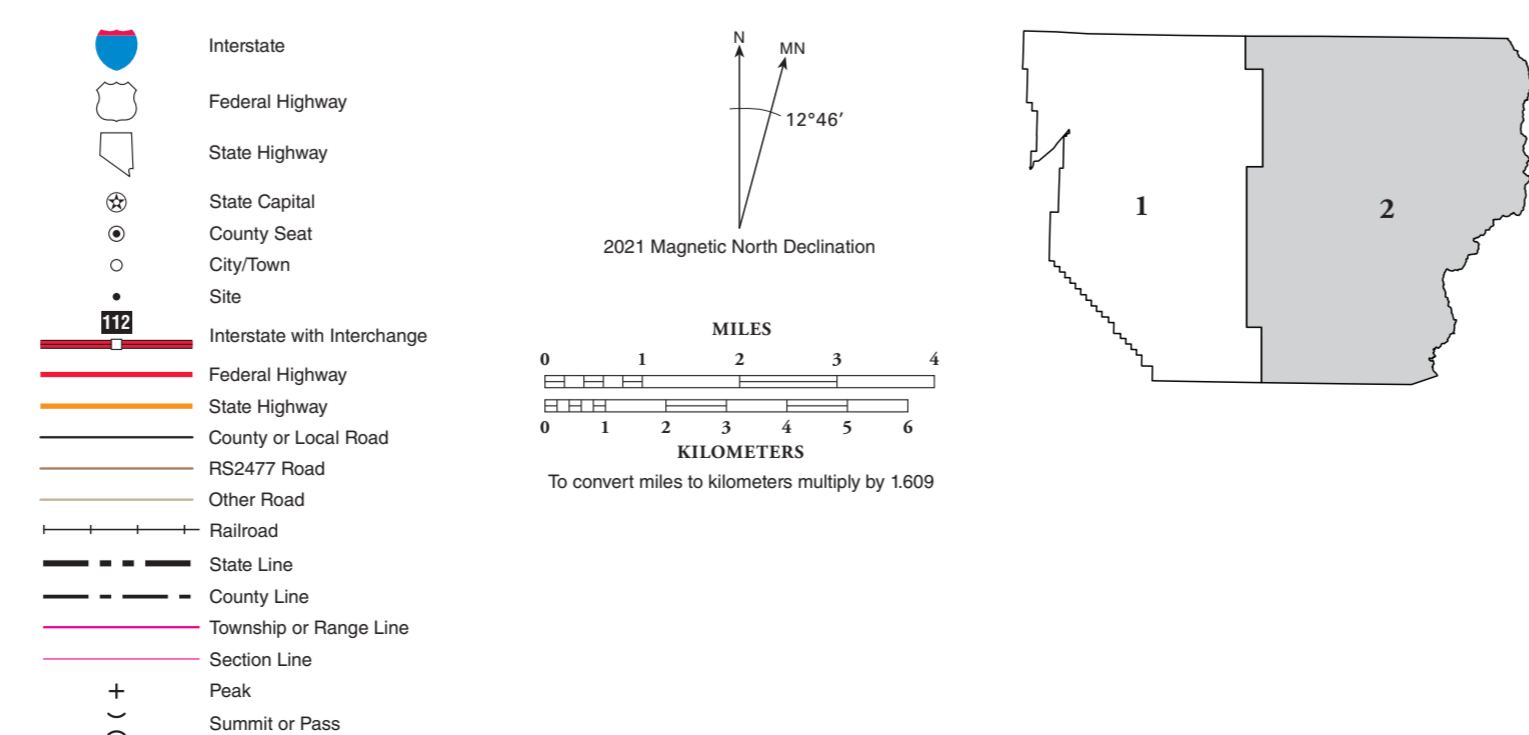 Interstate
Federal Highway
State Highway
State Capital
County Seat
City/Town
Site
112
Interstate with Interchange
Federal Highway
State Highway
County or Local Road
RS2477 Road
Other Road
Railroad
State Line
County Line
Township or Range Line
Section Line
Peak
Summit or Pass
N
MN
12°46′
2021 Magnetic North Declination
MILES
0 1 2 3 4
0 1 2 3 4 5 6
KILOMETERS
To convert miles to kilometers multiply by 1.609
1
2